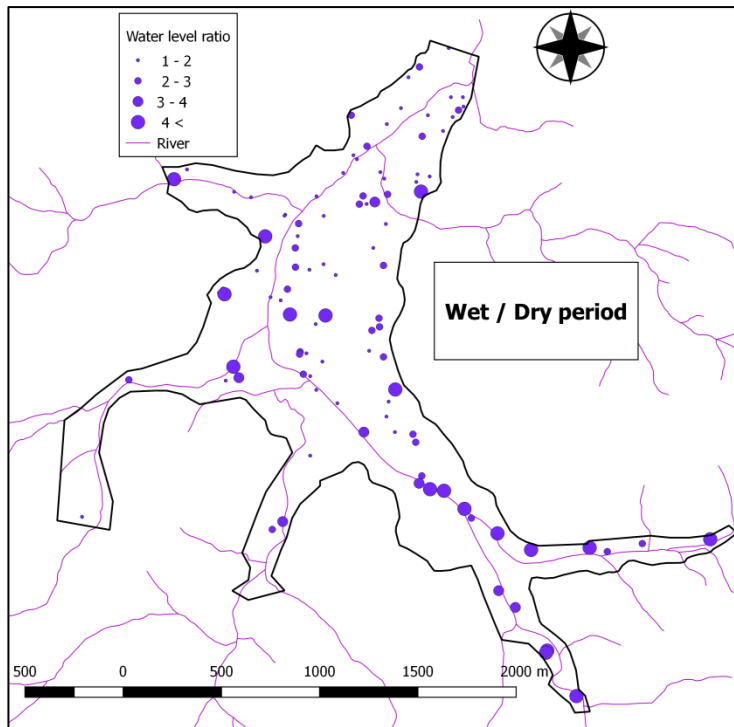 Water level ratio
1 - 2
2 - 3
3 - 4
4 <
River
Wet / Dry period
500 0 500 1000 1500 2000 m